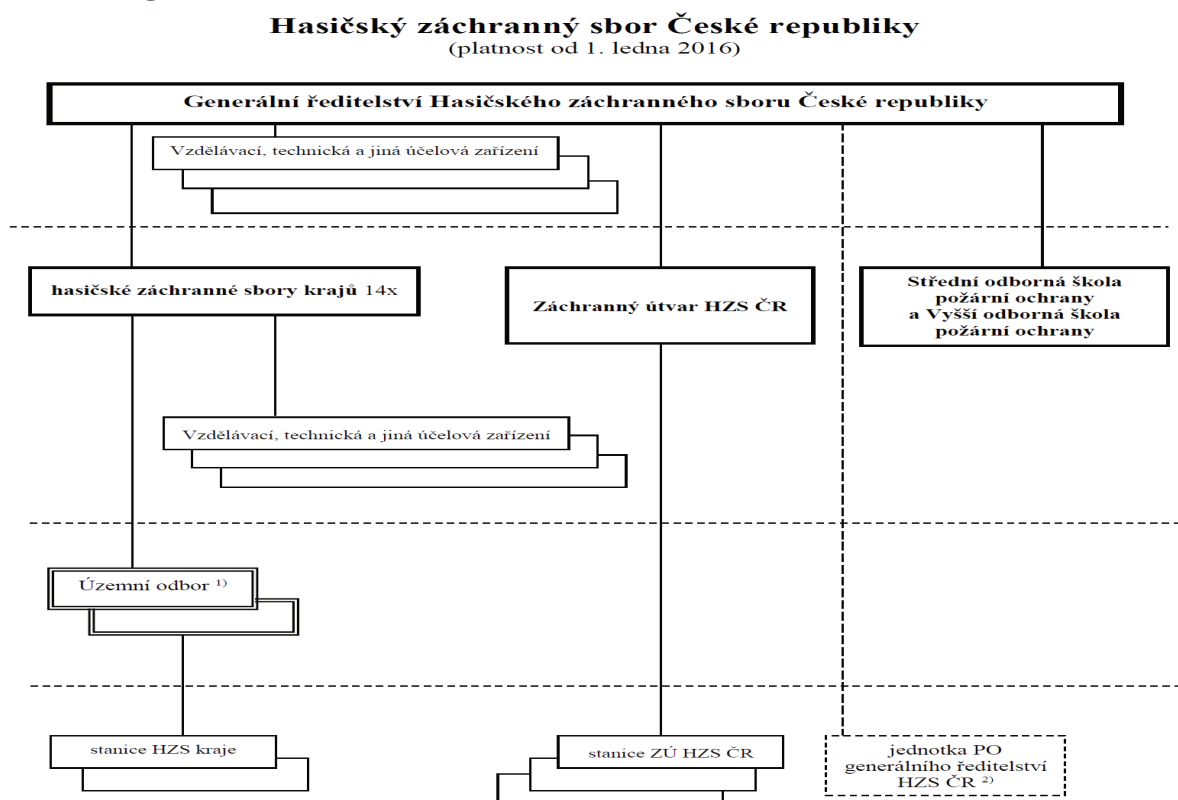 Hasičský záchranný sbor České republiky
(platnost od 1. ledna 2016)
Generální ředitelství Hasičského záchranného sboru České republiky
Vzdělávací, technická a jiná účelová zařízení
hasičské záchranné sbory krajů 14x
Záchranný útvar HZS ČR
Střední odborná škola
požární ochrany
a Vyšší odborná škola
požární ochrany
Vzdělávací, technická a jiná účelová zařízení
Územní odbor 1)
stanice HZS kraje
stanice ZÚ HZS ČR
jednotka PO
generálního ředitelství
HZS ČR 2)